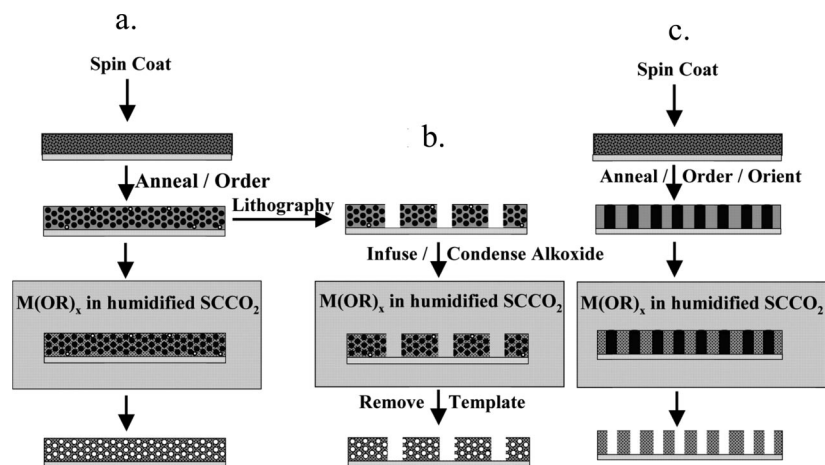 a.
Spin Coat
Anneal / Order
Lithography
M(OR)ₓ in humidified SCCO₂
b.
Infuse / Condense Alkoxide
M(OR)ₓ in humidified SCCO₂
Remove Template
c.
Spin Coat
Anneal / Order / Orient
M(OR)ₓ in humidified SCCO₂